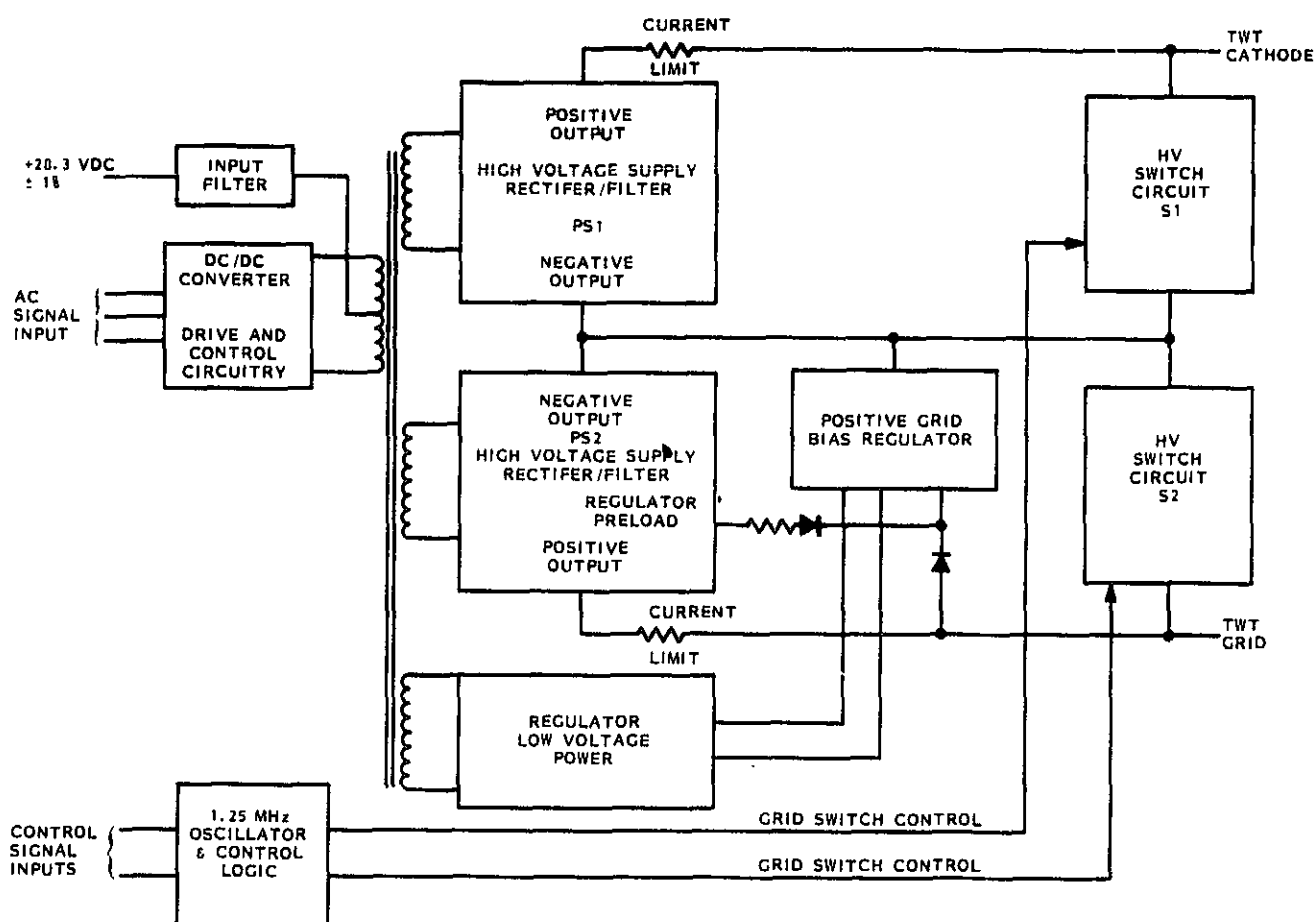 CURRENT
LIMIT
TWT
CATHODE
POSITIVE
OUTPUT
HIGH VOLTAGE SUPPLY
RECTIFER/FILTER
PS1
NEGATIVE
OUTPUT
HV
SWITCH
CIRCUIT
S1
+28.3 VDC
± 1%
INPUT
FILTER
DC/DC
CONVERTER
DRIVE AND
CONTROL
CIRCUITRY
AC
SIGNAL
INPUT
NEGATIVE
OUTPUT
PS2
HIGH VOLTAGE SUPPLY
RECTIFER/FILTER
REGULATOR
PRELOAD
POSITIVE
OUTPUT
POSITIVE GRID
BIAS REGULATOR
HV
SWITCH
CIRCUIT
S2
CURRENT
LIMIT
TWT
GRID
REGULATOR
LOW VOLTAGE
POWER
CONTROL
SIGNAL
INPUTS
1.25 MHz
OSCILLATOR
& CONTROL
LOGIC
GRID SWITCH CONTROL
GRID SWITCH CONTROL